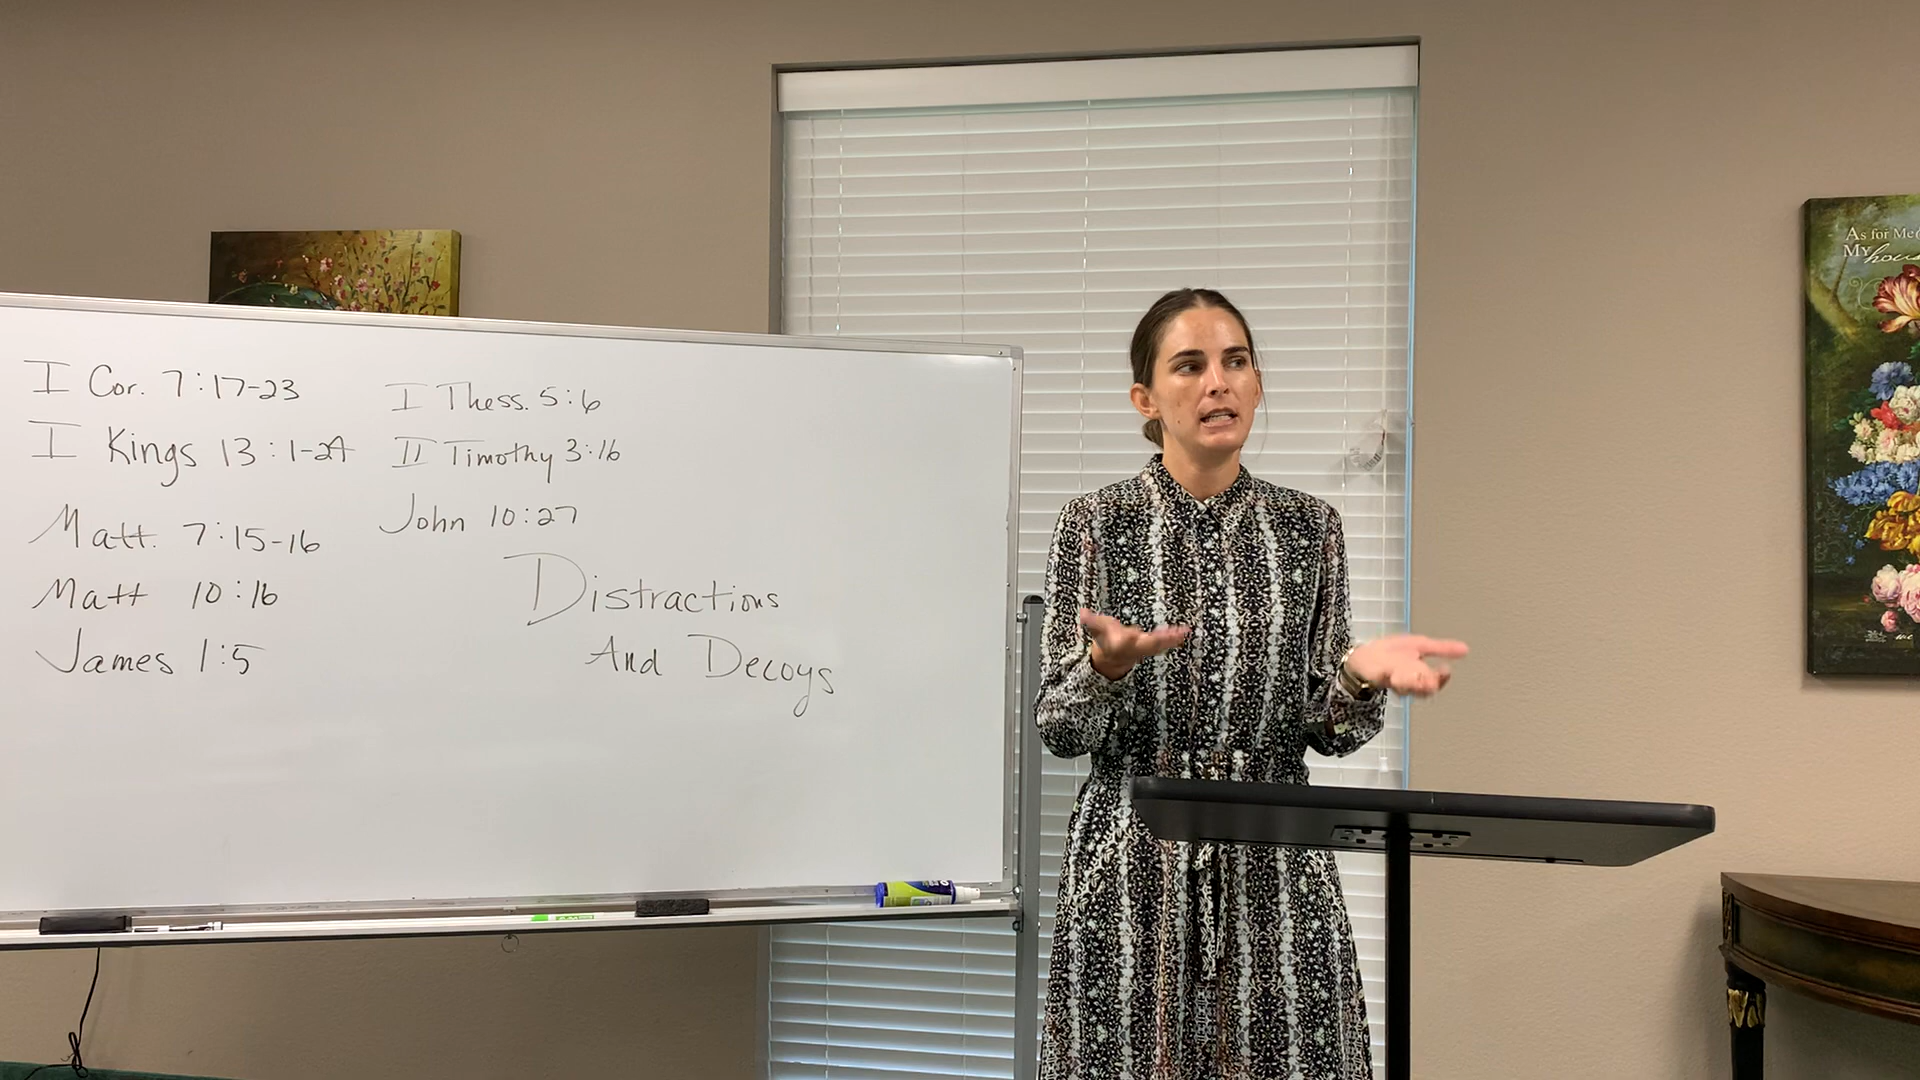 I Cor. 7:17-23
I Kings 13:1-24
Matt. 7:15-16
Matt 10:16
James 1:5
I Thess. 5:6
II Timothy 3:16
John 10:27
Distractions
And Decoys
As for Me
My hous